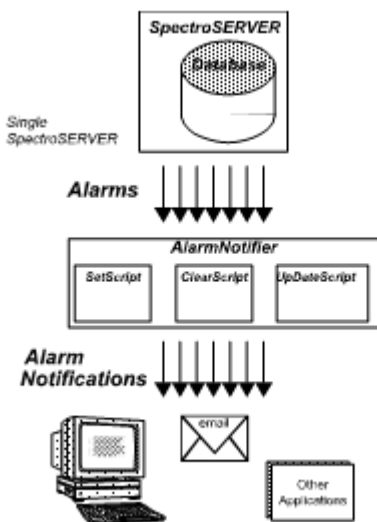 SpectroSERVER
Database
Single
SpectroSERVER
Alarms
AlarmNotifier
SetScript
ClearScript
UpDateScript
Alarm
Notifications
email
Other
Applications